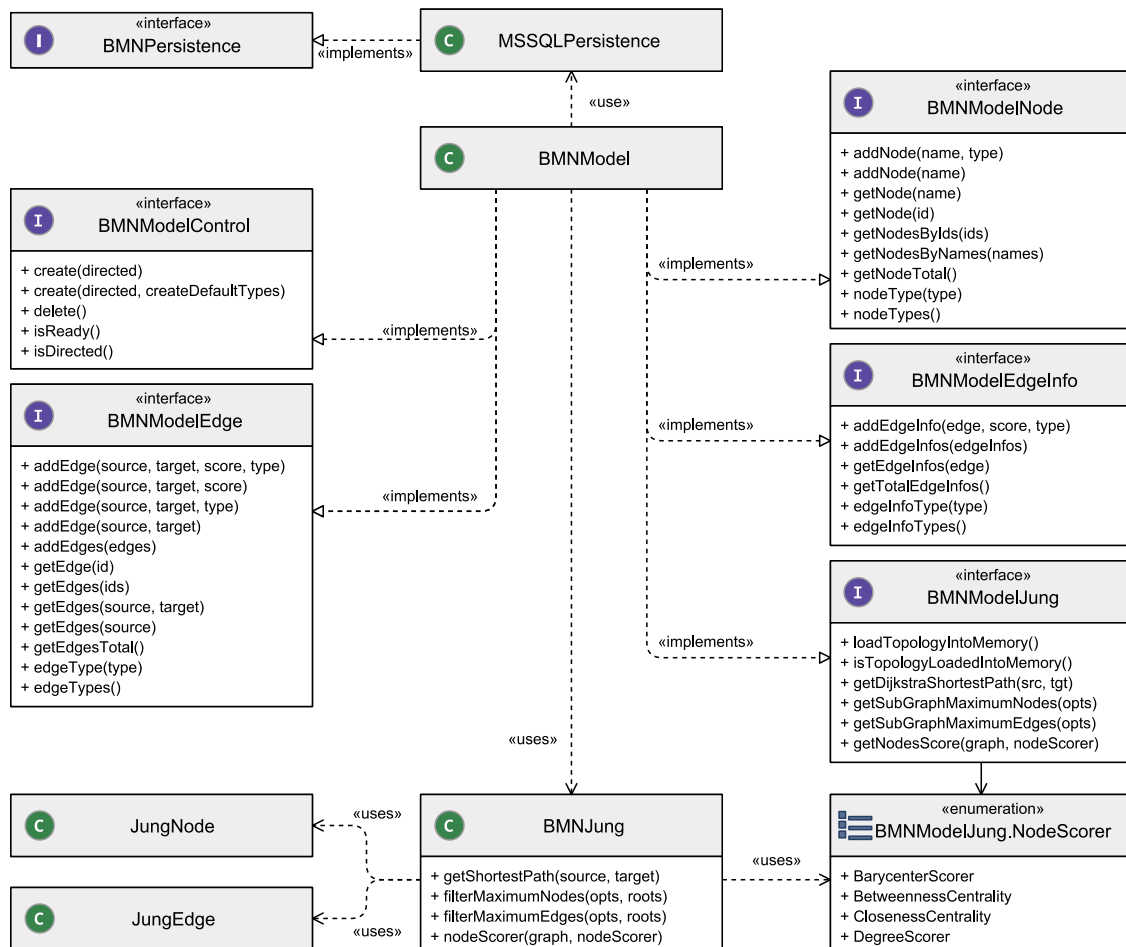 «interface»
I
BMNPersistence
«implements»
C
MSSQLPersistence
«use»
C
BMNModel
«interface»
I
BMNModelNode
+ addNode(name, type)
+ addNode(name)
+ getNode(name)
+ getNode(id)
+ getNodesByIds(ids)
+ getNodesByNames(names)
+ getNodeTotal()
+ nodeType(type)
+ nodeTypes()
«implements»
«interface»
I
BMNModelControl
+ create(directed)
+ create(directed, createDefaultTypes)
+ delete()
+ isReady()
+ isDirected()
«implements»
«interface»
I
BMNModelEdgeInfo
+ addEdgeInfo(edge, score, type)
+ addEdgeInfos(edgeInfos)
+ getEdgeInfos(edge)
+ getTotalEdgeInfos()
+ edgeInfoType(type)
+ edgeInfoTypes()
«implements»
«interface»
I
BMNModelEdge
+ addEdge(source, target, score, type)
+ addEdge(source, target, score)
+ addEdge(source, target, type)
+ addEdge(source, target)
+ addEdges(edges)
+ getEdge(id)
+ getEdges(ids)
+ getEdges(source, target)
+ getEdges(source)
+ getEdgesTotal()
+ edgeType(type)
+ edgeTypes()
«implements»
«interface»
I
BMNModelJung
+ loadTopologyIntoMemory()
+ isTopologyLoadedIntoMemory()
+ getDijkstraShortestPath(src, tgt)
+ getSubGraphMaximumNodes(opts)
+ getSubGraphMaximumEdges(opts)
+ getNodesScore(graph, nodeScorer)
«implements»
«uses»
C
JungNode
«uses»
C
JungEdge
«uses»
C
BMNJung
+ getShortestPath(source, target)
+ filterMaximumNodes(opts, roots)
+ filterMaximumEdges(opts, roots)
+ nodeScorer(graph, nodeScorer)
«uses»
«enumeration»
BMNModelJung.NodeScorer
+ BarycenterScorer
+ BetweennessCentrality
+ ClosenessCentrality
+ DegreeScorer